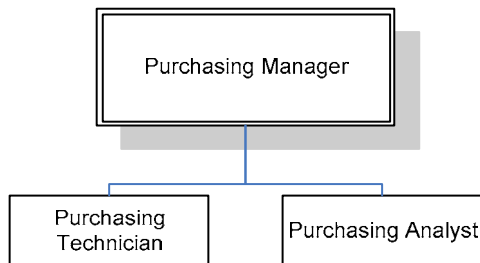 Purchasing Manager
Purchasing
Technician
Purchasing Analyst